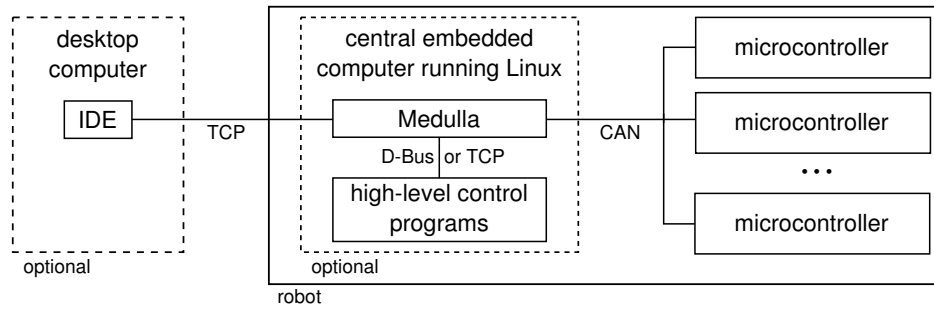 desktop
computer
IDE
optional
TCP
central embedded
computer running Linux
Medulla
D-Bus or TCP
high-level control
programs
optional
CAN
microcontroller
microcontroller
...
microcontroller
robot